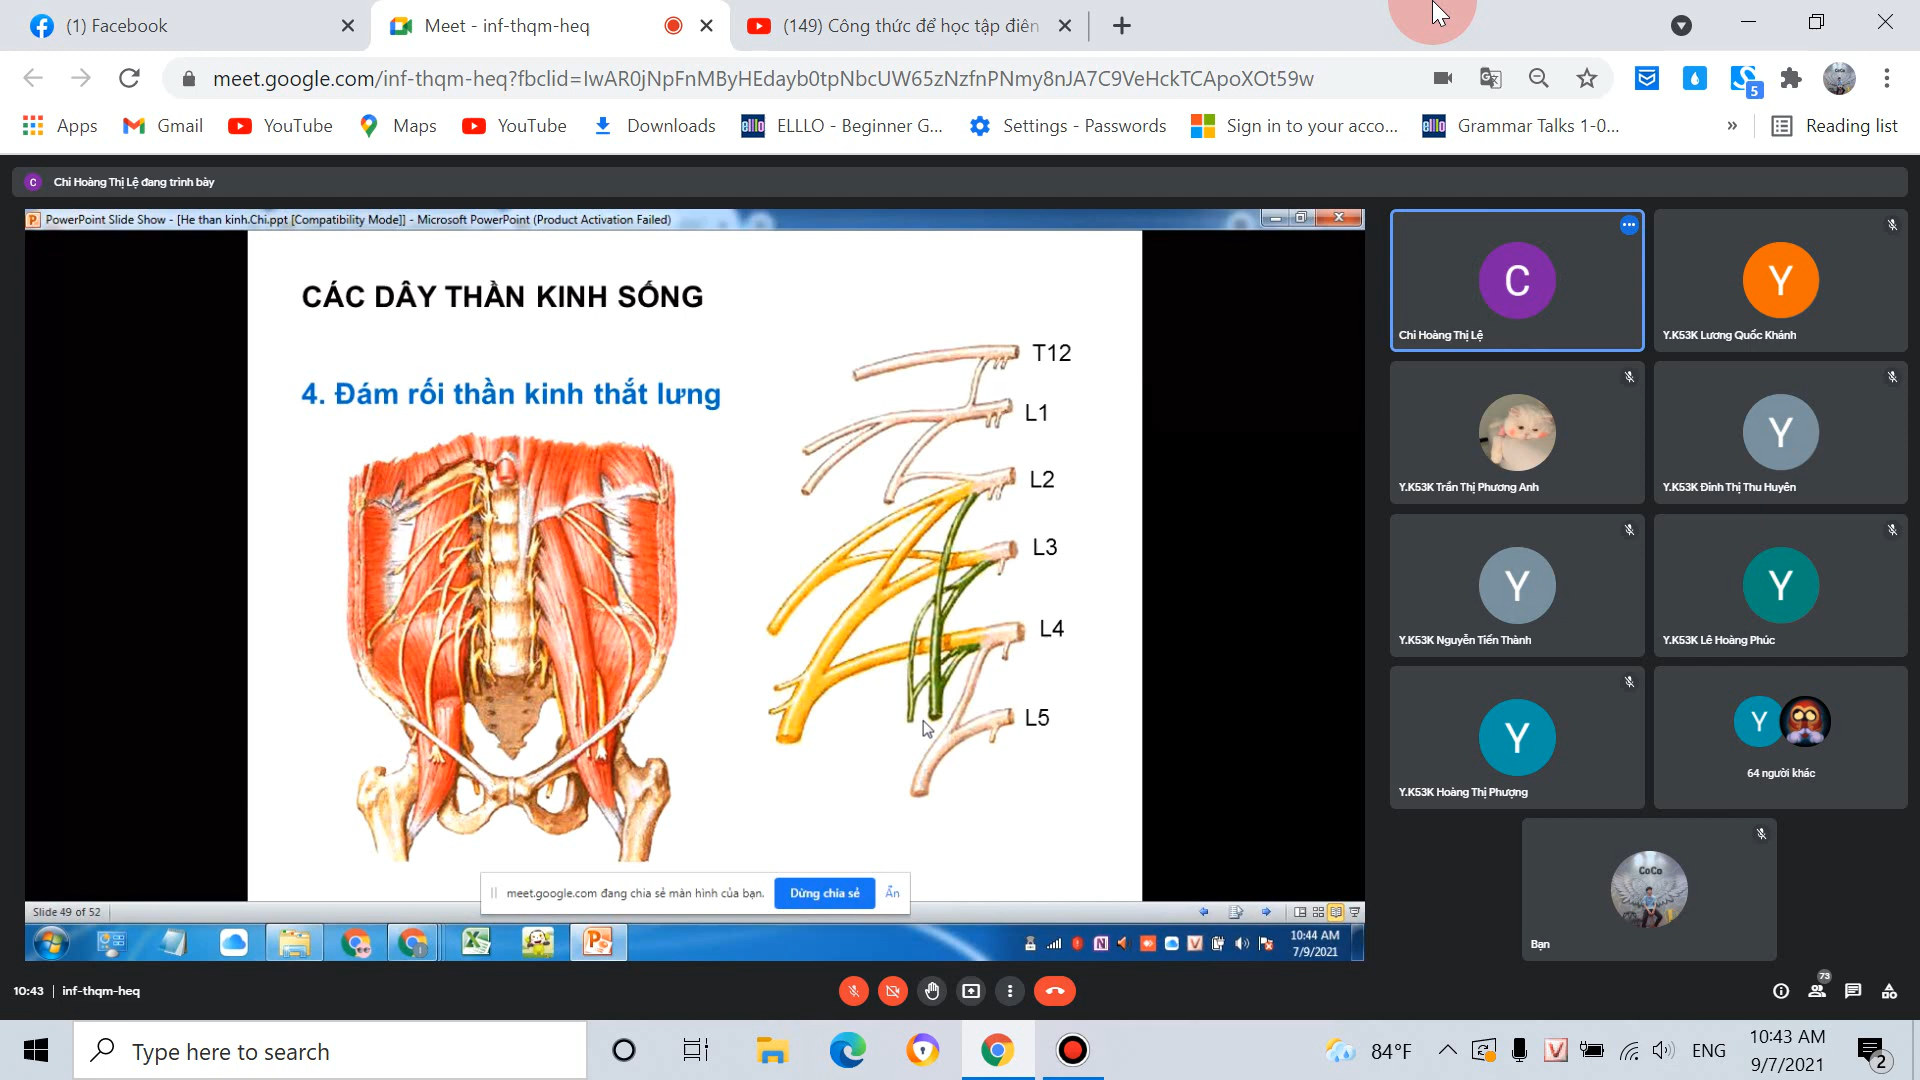 (1) Facebook
Meet - inf-thqm-heq
(149) Công thức để học tập điên
meet.google.com/inf-thqm-heq?fbclid=IwAR0jNpFnMByHEdayb0tpNbcUW65zNzfnPNmy8nJA7C9VeHckTCApoXOt59w
5
Apps
Gmail
YouTube
Maps
YouTube
Downloads
elllo
ELLLO - Beginner G...
Settings - Passwords
Sign in to your acco...
elllo
Grammar Talks 1-0...
»
Reading list
C
Chi Hoàng Thị Lệ đang trình bày
PowerPoint Slide Show - [He than kinh.Chi.ppt [Compatibility Mode]] - Microsoft PowerPoint (Product Activation Failed)
CÁC DÂY THẦN KINH SỐNG
4. Đám rối thần kinh thắt lưng
T12
L1
L2
L3
L4
L5
meet.google.com đang chia sẻ màn hình của bạn.
Dừng chia sẻ
Ẩn
Slide 49 of 52
10:44 AM
7/9/2021
C
Chi Hoàng Thị Lệ
Y
Y.K53K Lương Quốc Khánh
Y.K53K Trần Thị Phương Anh
Y
Y.K53K Đinh Thị Thu Huyên
Y
Y.K53K Nguyễn Tiến Thành
Y
Y.K53K Lê Hoàng Phúc
Y
Y.K53K Hoàng Thị Phượng
Y
64 người khác
CoCo
Bạn
10:43 | inf-thqm-heq
73
Type here to search
84°F
ENG
10:43 AM
9/7/2021
2